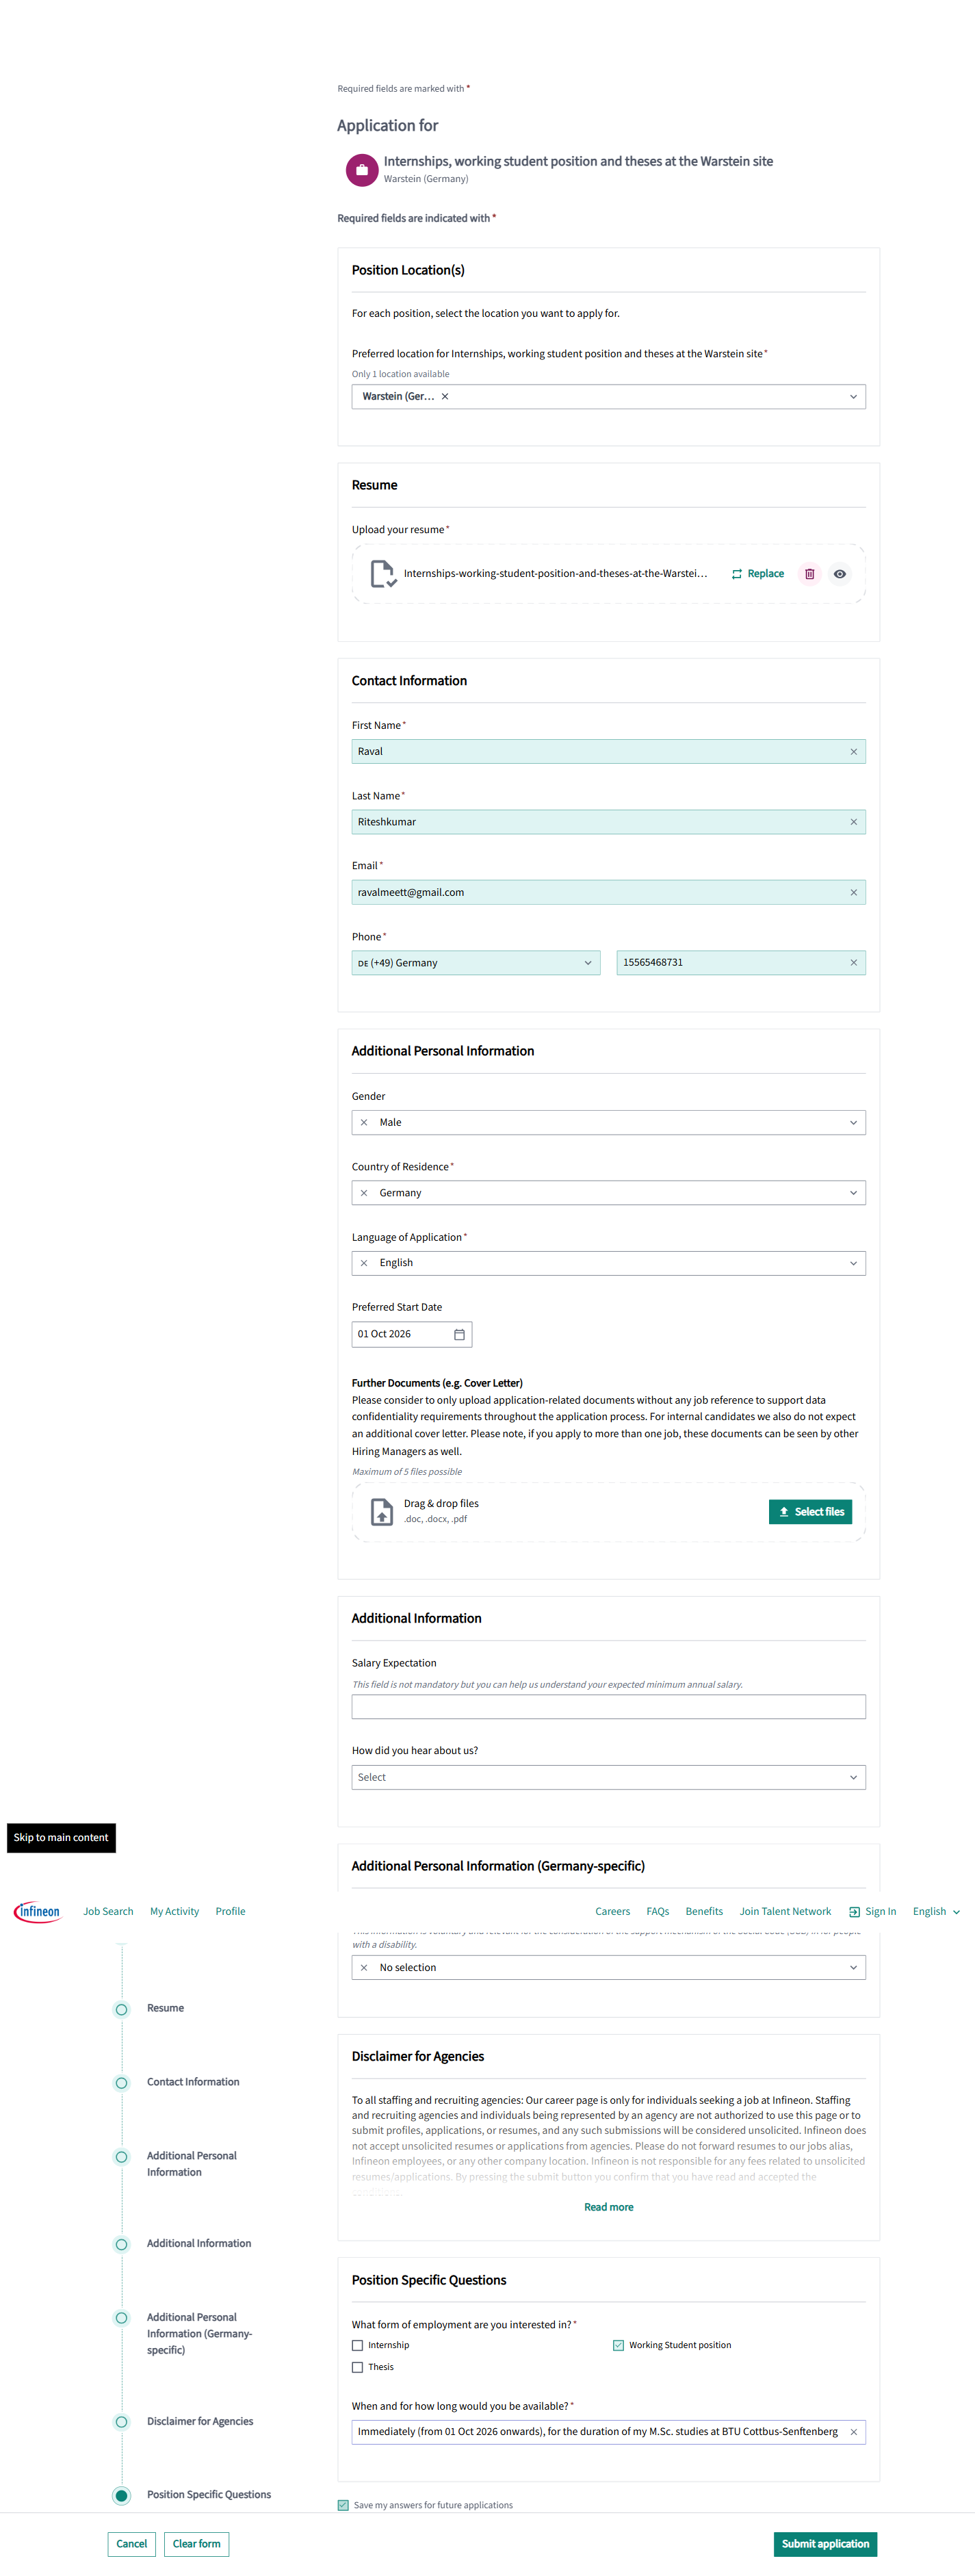 Required fields are marked with *
Application for
Internships, working student position and theses at the Warstein site
Warstein (Germany)
Required fields are indicated with *
Position Location(s)
For each position, select the location you want to apply for.
Preferred location for Internships, working student position and theses at the Warstein site *
Only 1 location available
Warstein (Ger...
Resume
Upload your resume *
Internships-working-student-position-and-theses-at-the-Warstei...
Replace
Contact Information
First Name *
Raval
Last Name *
Riteshkumar
Email *
ravalmeett@gmail.com
Phone *
DE (+49) Germany
15565468731
Additional Personal Information
Gender
Male
Country of Residence *
Germany
Language of Application *
English
Preferred Start Date
01 Oct 2026
Further Documents (e.g. Cover Letter)
Please consider to only upload application-related documents without any job reference to support data
confidentiality requirements throughout the application process. For internal candidates we also do not expect
an additional cover letter. Please note, if you apply to more than one job, these documents can be seen by other
Hiring Managers as well.
Maximum of 5 files possible
Drag & drop files
.doc, .docx, .pdf
Select files
Additional Information
Salary Expectation
This field is not mandatory but you can help us understand your expected minimum annual salary.
How did you hear about us?
Select
Skip to main content
Additional Personal Information (Germany-specific)
infineon
Job Search My Activity Profile
Careers FAQs Benefits Join Talent Network Sign In English
with a disability.
No selection
Resume
Contact Information
Additional Personal
Information
Additional Information
Additional Personal
Information (Germany-
specific)
Disclaimer for Agencies
Position Specific Questions
Disclaimer for Agencies
To all staffing and recruiting agencies: Our career page is only for individuals seeking a job at Infineon. Staffing
and recruiting agencies and individuals being represented by an agency are not authorized to use this page or to
submit profiles, applications, or resumes, and any such submissions will be considered unsolicited. Infineon does
not accept unsolicited resumes or applications from agencies. Please do not forward resumes to our jobs alias,
Infineon employees, or any other company location. Infineon is not responsible for any fees related to unsolicited
resumes/applications. By pressing the submit button you confirm that you have read and accepted the
Read more
Position Specific Questions
What form of employment are you interested in? *
Internship
Working Student position
Thesis
When and for how long would you be available? *
Immediately (from 01 Oct 2026 onwards), for the duration of my M.Sc. studies at BTU Cottbus-Senftenberg
Save my answers for future applications
Cancel
Clear form
Submit application